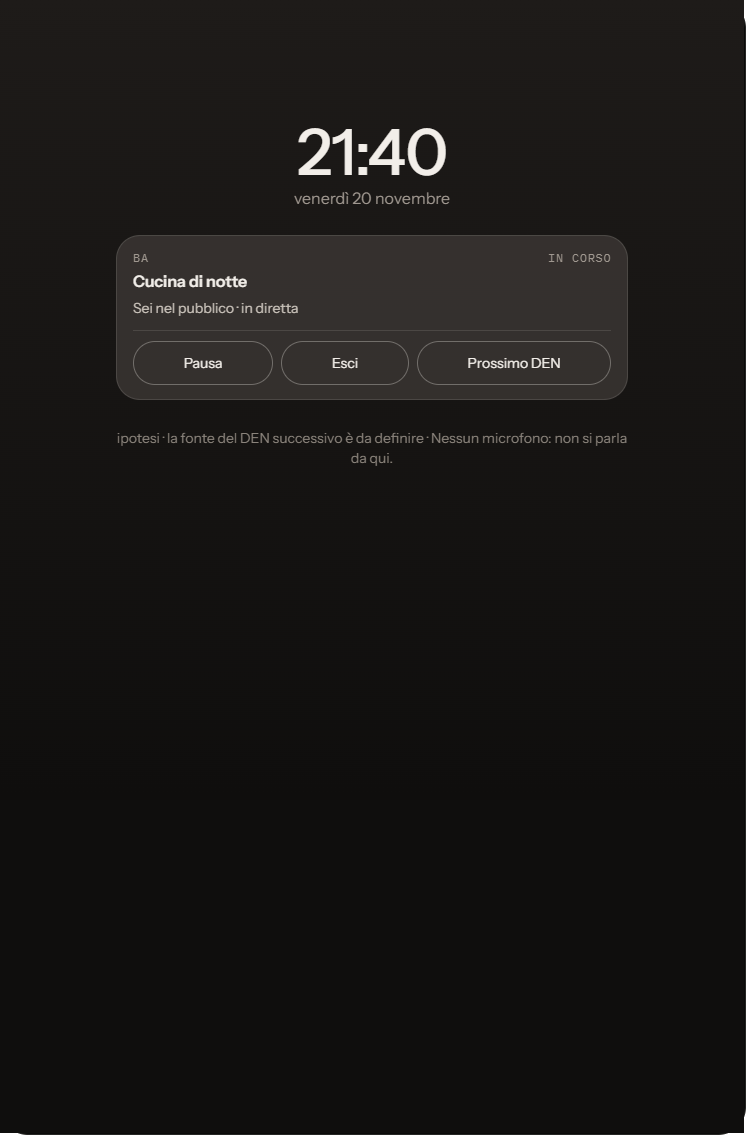 21:40
venerdì 20 novembre
BA
IN CORSO
Cucina di notte
Sei nel pubblico · in diretta
Pausa
Esci
Prossimo DEN
ipotesi · la fonte del DEN successivo è da definire · Nessun microfono: non si parla
da qui.